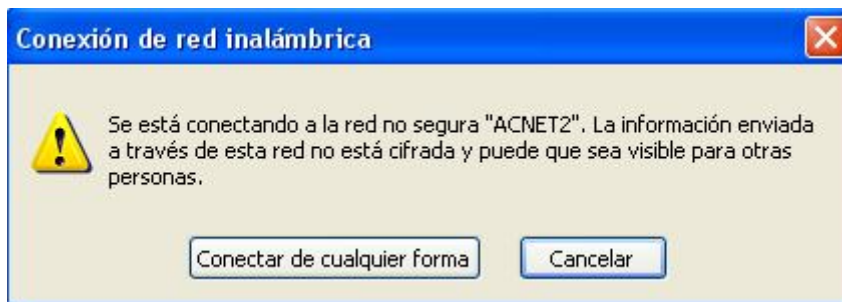 Conexión de red inalámbrica
Se está conectando a la red no segura "ACNET2". La información enviada
a través de esta red no está cifrada y puede que sea visible para otras
personas.
Conectar de cualquier forma
Cancelar